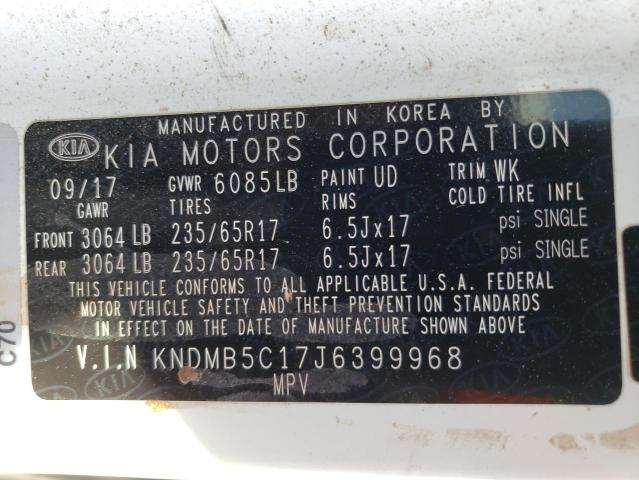 MANUFACTURED IN KOREA BY
KIA KIA MOTORS CORPORATION
09/17 GVWR 6085LB PAINT UD TRIM WK
GAWR TIRES RIMS COLD TIRE INFL
FRONT 3064 LB 235/65R17 6.5Jx17 psi SINGLE
REAR 3064 LB 235/65R17 6.5Jx17 psi SINGLE
THIS VEHICLE CONFORMS TO ALL APPLICABLE U.S.A. FEDERAL
MOTOR VEHICLE SAFETY AND THEFT PREVENTION STANDARDS
IN EFFECT ON THE DATE OF MANUFACTURE SHOWN ABOVE
V.I.N KNDMB5C17J6399968
MPV
C70